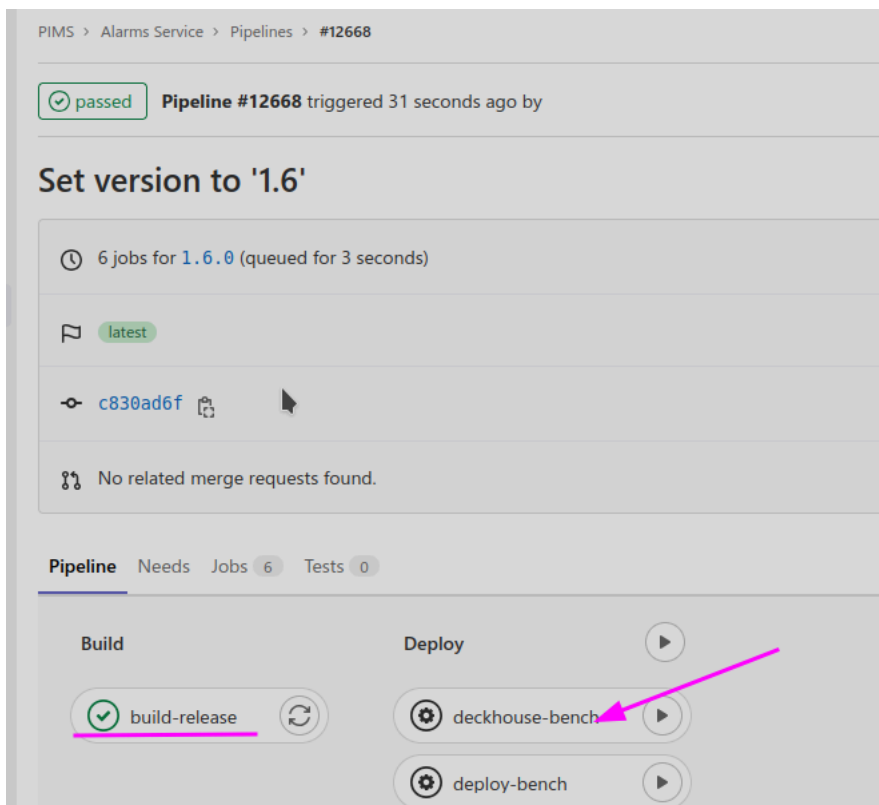 PIMS > Alarms Service > Pipelines > #12668
passed Pipeline #12668 triggered 31 seconds ago by
Set version to '1.6'
6 jobs for 1.6.0 (queued for 3 seconds)
latest
c830ad6f
No related merge requests found.
Pipeline Needs Jobs 6 Tests 0
Build Deploy
build-release deckhouse-bench
deploy-bench